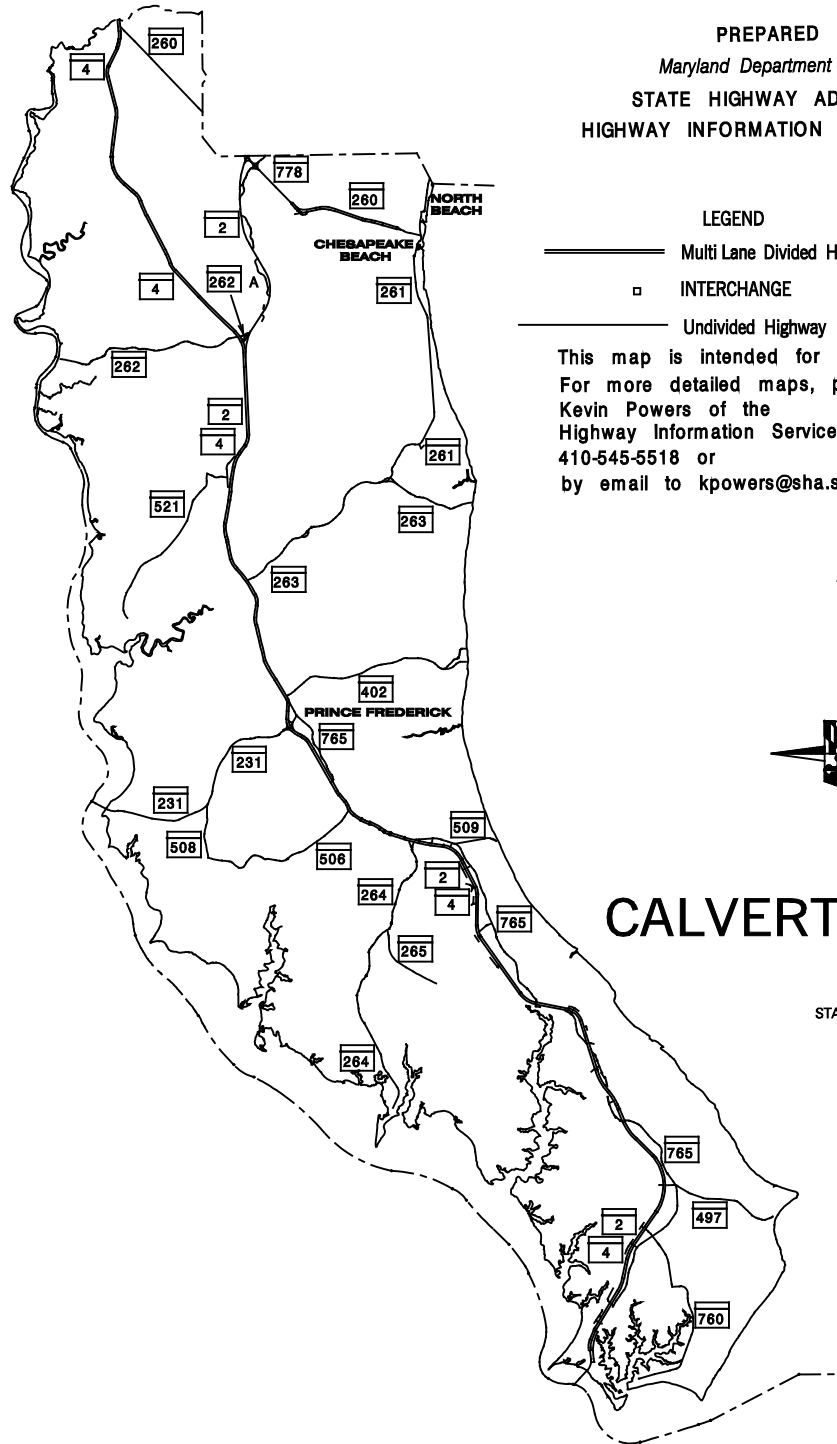 PREPARED
Maryland Department
STATE HIGHWAY AD
HIGHWAY INFORMATION
260
4
778
260
NORTH
BEACH
LEGEND
2
CHESAPEAKE
BEACH
Multi Lane Divided H
4
262 A
261
INTERCHANGE
Undivided Highway
262
This map is intended for
For more detailed maps, p
Kevin Powers of the
Highway Information Service
410-545-5518 or
by email to kpowers@sha.s
2
4
261
521
263
263
402
PRINCE FREDERICK
765
231
231
508
506
509
2
4
264
765
265
CALVERT
STA
264
765
497
2
4
760